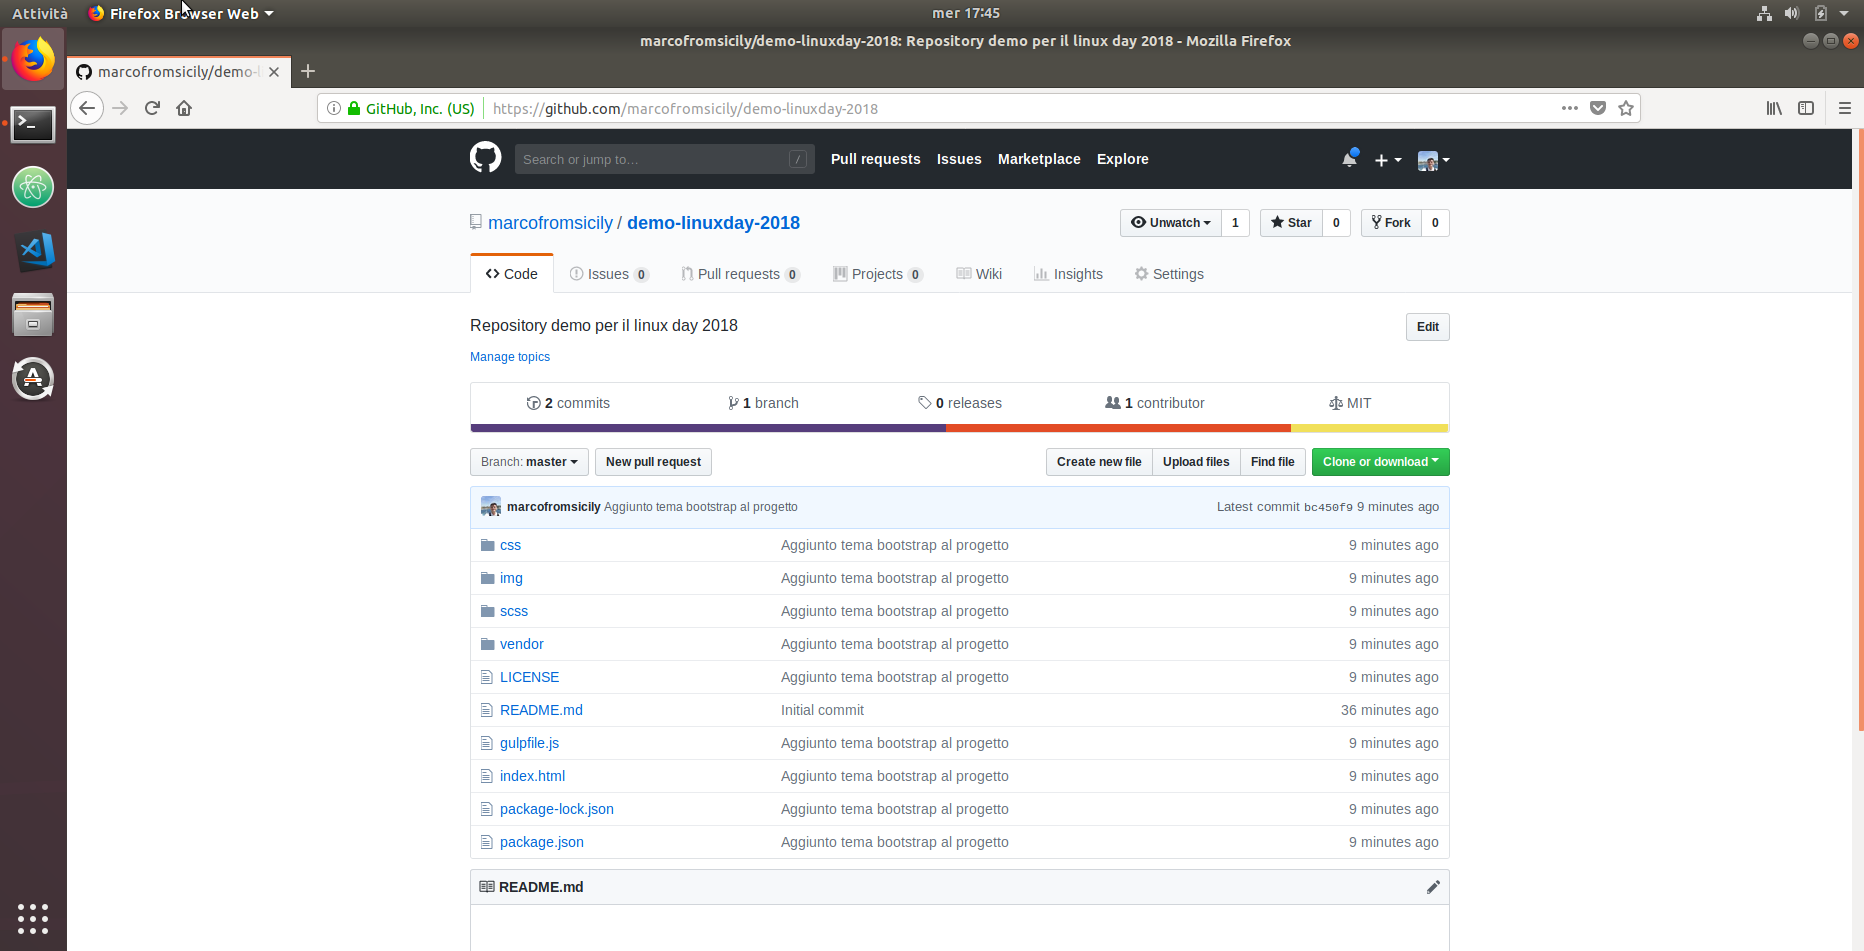 Attività Firefox Browser Web mer 17:45
marcofromsicily/demo-linuxday-2018: Repository demo per il linux day 2018 - Mozilla Firefox
marcofromsicily/demo-l
GitHub, Inc. (US) https://github.com/marcofromsicily/demo-linuxday-2018
Search or jump to… / Pull requests Issues Marketplace Explore
marcofromsicily / demo-linuxday-2018 Unwatch 1 Star 0 Fork 0
Code Issues 0 Pull requests 0 Projects 0 Wiki Insights Settings
Repository demo per il linux day 2018 Edit
Manage topics
2 commits 1 branch 0 releases 1 contributor MIT
Branch: master New pull request Create new file Upload files Find file Clone or download
marcofromsicily Aggiunto tema bootstrap al progetto Latest commit bc450f9 9 minutes ago
css Aggiunto tema bootstrap al progetto 9 minutes ago
img Aggiunto tema bootstrap al progetto 9 minutes ago
scss Aggiunto tema bootstrap al progetto 9 minutes ago
vendor Aggiunto tema bootstrap al progetto 9 minutes ago
LICENSE Aggiunto tema bootstrap al progetto 9 minutes ago
README.md Initial commit 36 minutes ago
gulpfile.js Aggiunto tema bootstrap al progetto 9 minutes ago
index.html Aggiunto tema bootstrap al progetto 9 minutes ago
package-lock.json Aggiunto tema bootstrap al progetto 9 minutes ago
package.json Aggiunto tema bootstrap al progetto 9 minutes ago
README.md